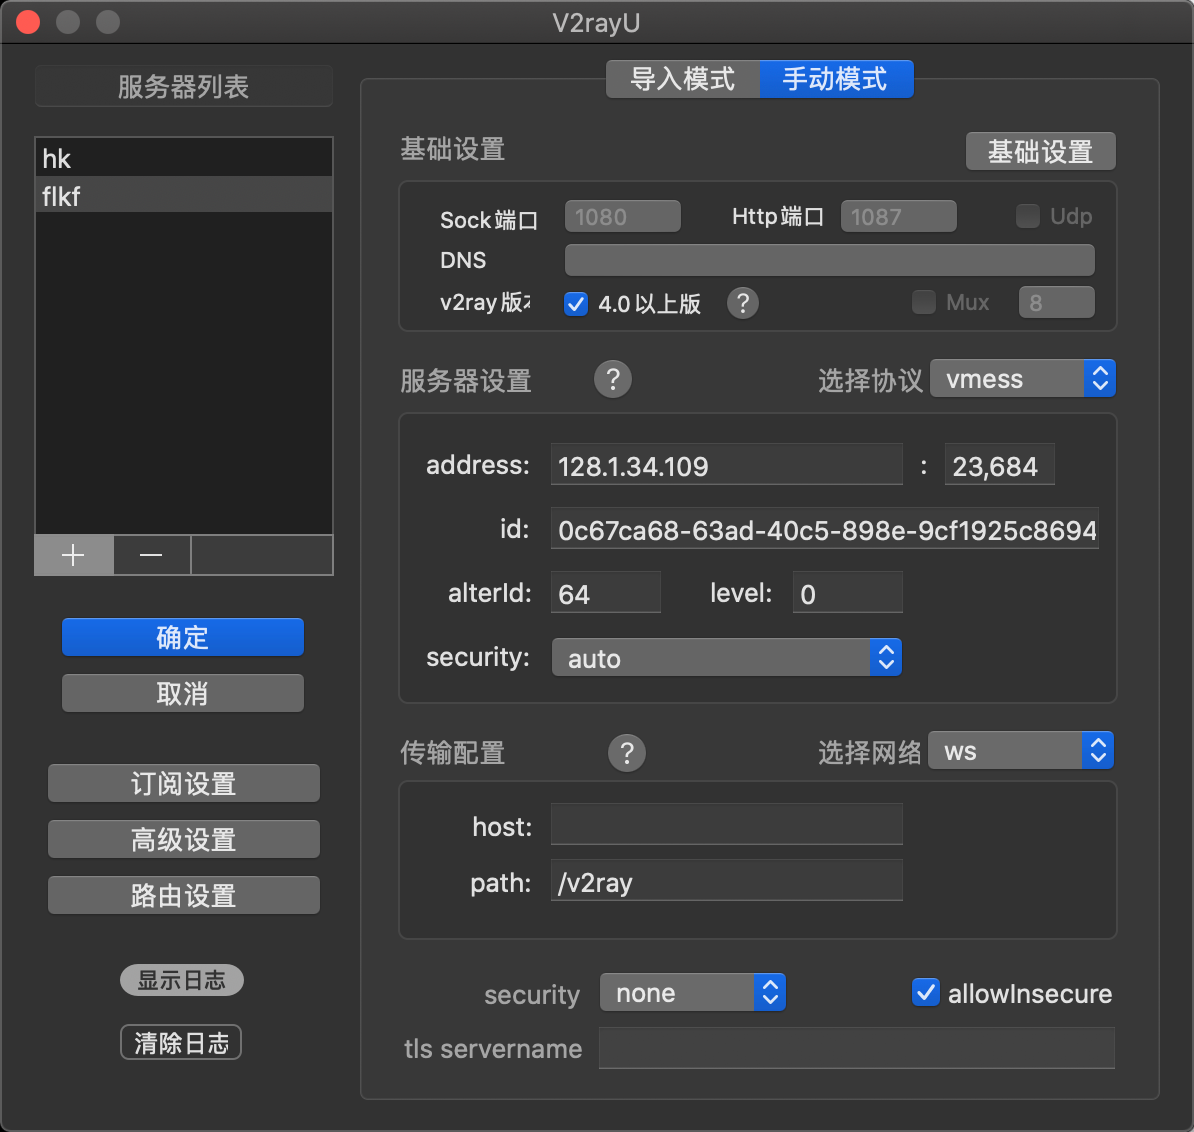 V2rayU
服务器列表
导入模式 手动模式
hk
flkf
基础设置 基础设置
Sock端口 1080 Http端口 1087 Udp
DNS
v2ray版 4.0以上版 ? Mux 8
服务器设置 ? 选择协议 vmess
address: 128.1.34.109 : 23,684
id: 0c67ca68-63ad-40c5-898e-9cf1925c8694
alterId: 64 level: 0
security: auto
确定
取消
传输配置 ? 选择网络 ws
订阅设置
高级设置
路由设置
host:
path: /v2ray
显示日志
清除日志
security none allowInsecure
tls servername